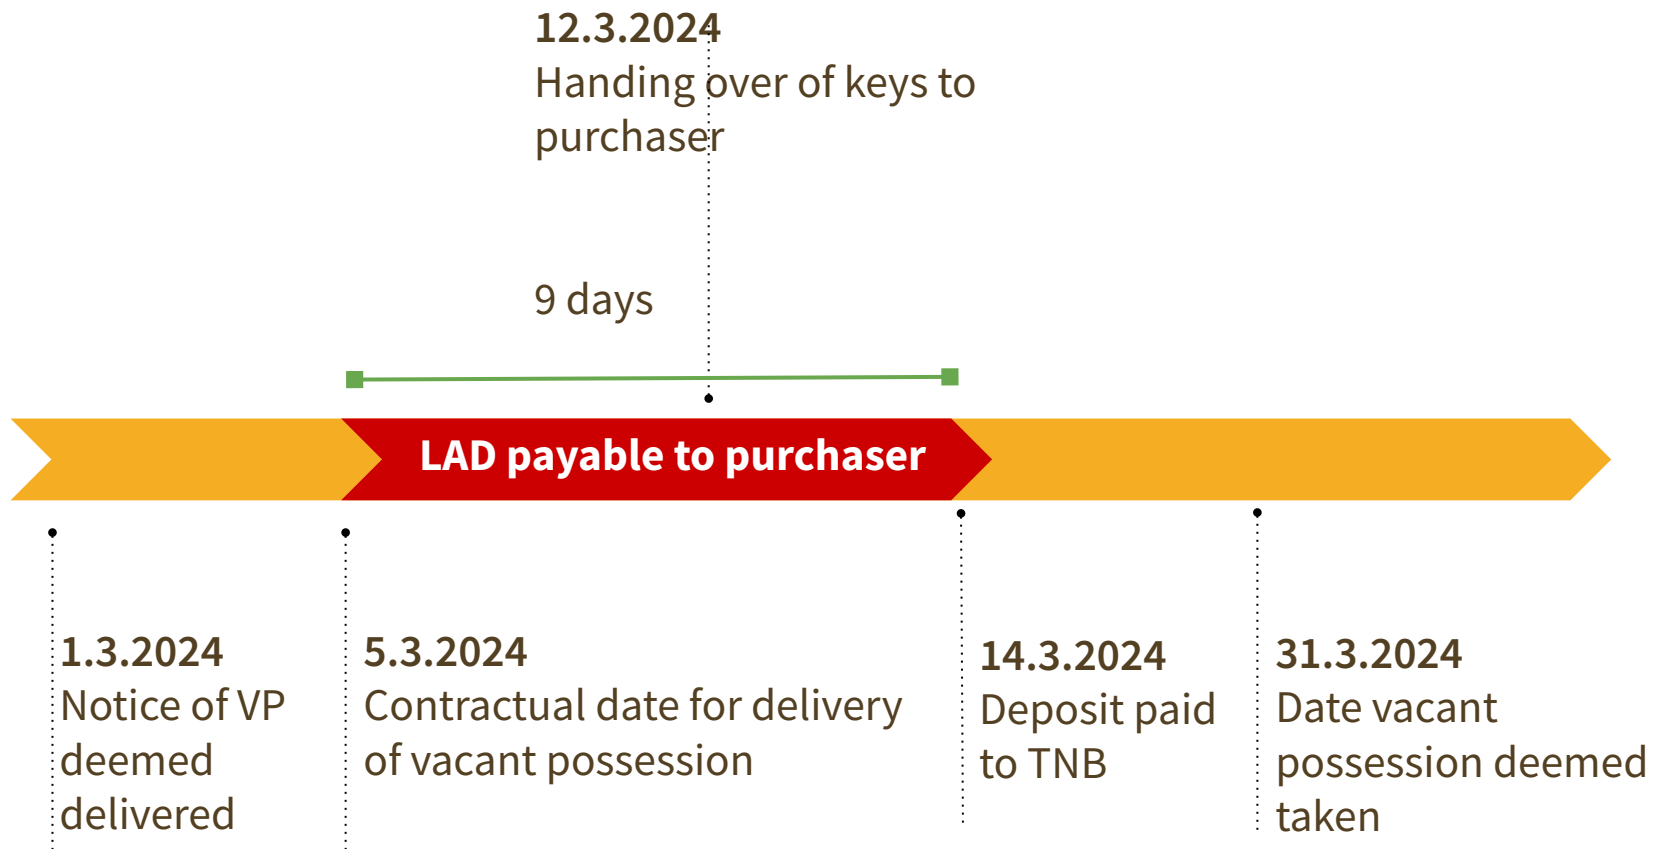 12.3.2024
Handing over of keys to
purchaser
9 days
LAD payable to purchaser
1.3.2024
Notice of VP
deemed
delivered
5.3.2024
Contractual date for delivery
of vacant possession
14.3.2024
Deposit paid
to TNB
31.3.2024
Date vacant
possession deemed
taken